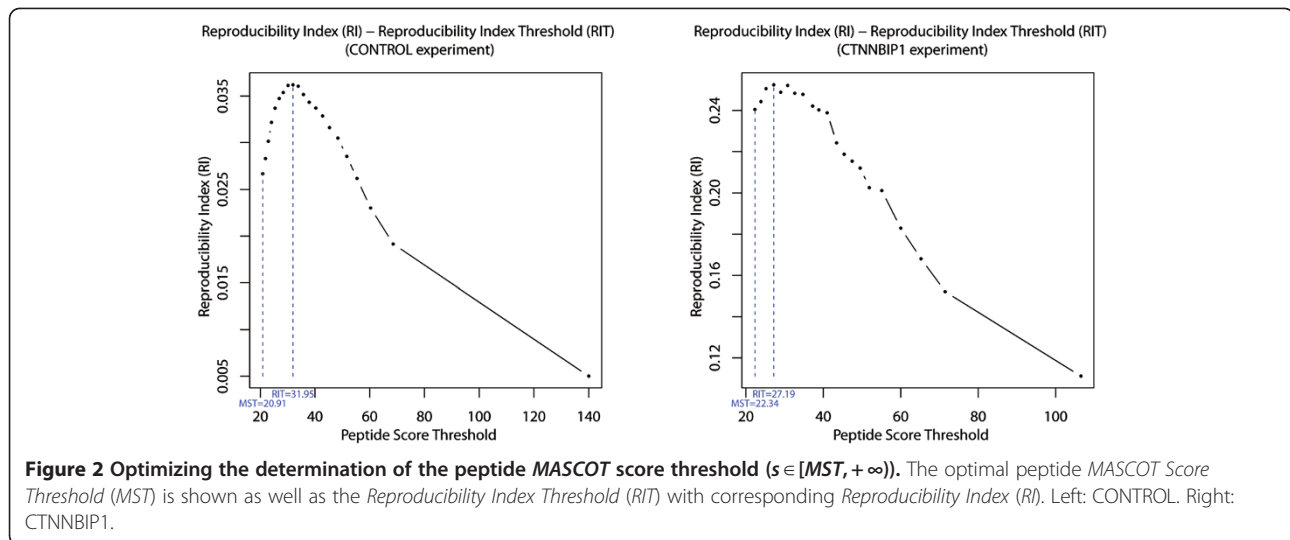 Reproducibility Index (RI) − Reproducibility Index Threshold (RIT)
(CONTROL experiment)
Reproducibility Index (RI)
0.035
0.025
0.015
0.005
RIT=31.95
MST=20.91
20 40 60 80 100 120 140
Peptide Score Threshold
Reproducibility Index (RI) − Reproducibility Index Threshold (RIT)
(CTNNBIP1 experiment)
Reproducibility Index (RI)
0.24
0.20
0.16
0.12
RIT=27.19
MST=22.34
20 40 60 80 100
Peptide Score Threshold
Figure 2 Optimizing the determination of the peptide MASCOT score threshold (s ∈ [MST, + ∞)). The optimal peptide MASCOT Score
Threshold (MST) is shown as well as the Reproducibility Index Threshold (RIT) with corresponding Reproducibility Index (RI). Left: CONTROL. Right:
CTNNBIP1.